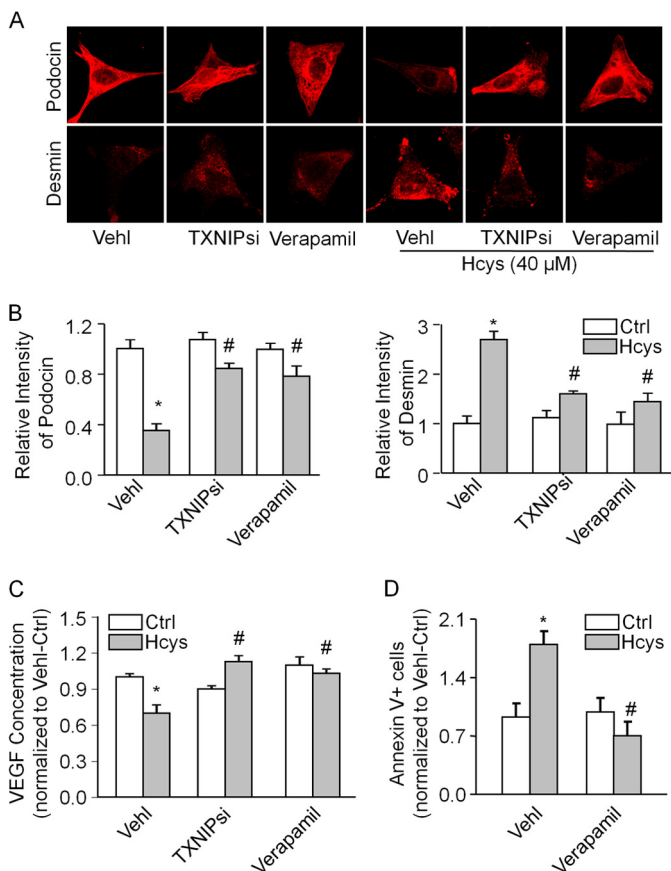 A
Podocin
Desmin
Vehl TXNIPsi Verapamil Vehl TXNIPsi Verapamil
Hcys (40 µM)
B
Relative Intensity
of Podocin
1.2
0.8
0.4
0.0
*
#
#
Vehl
TXNIPsi
Verapamil
Relative Intensity
of Desmin
3
2
1
0
*
#
#
Ctrl
Hcys
Vehl
TXNIPsi
Verapamil
C
VEGF Concentration
(normalized to Vehl-Ctrl)
1.5
1.2
0.9
0.6
0.3
0.0
Ctrl
Hcys
*
#
#
Vehl
TXNIPsi
Verapamil
D
Annexin V+ cells
(normalized to Vehl-Ctrl)
2.1
1.4
0.7
0.0
*
#
Ctrl
Hcys
Vehl
Verapamil